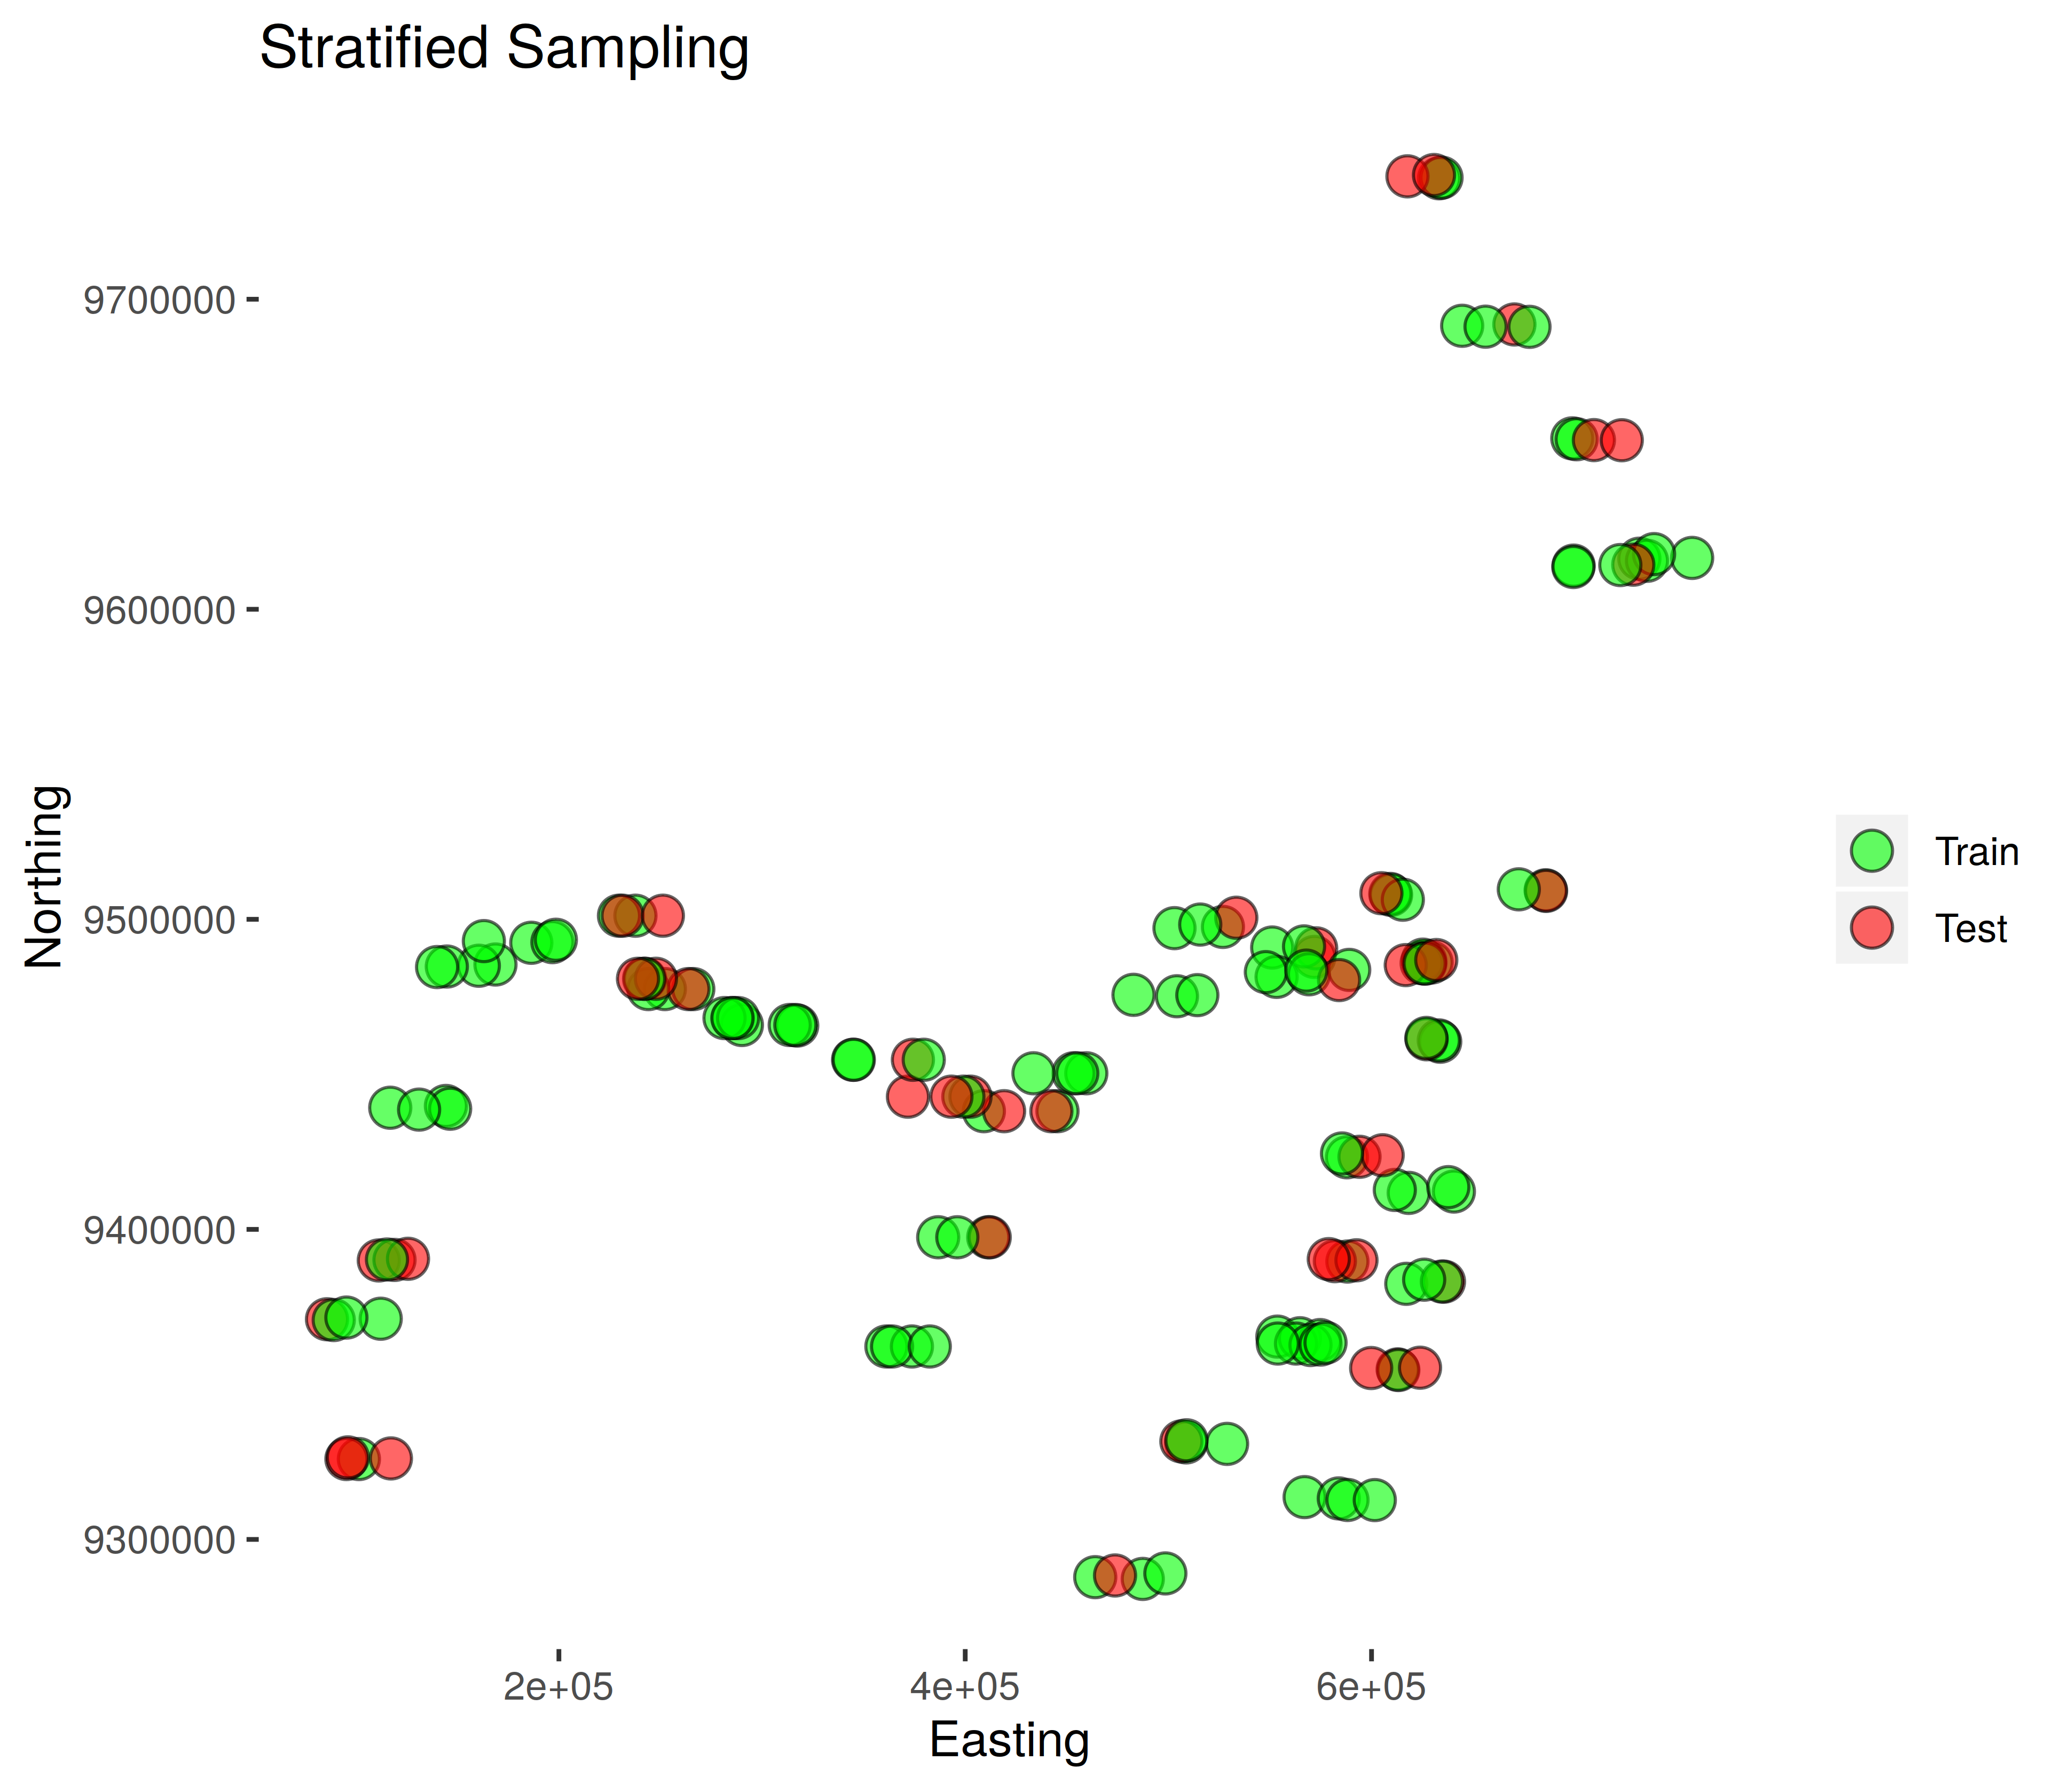 Stratified Sampling
9700000
9600000
9500000
9400000
9300000
Northing
2e+05
4e+05
6e+05
Easting
Train
Test